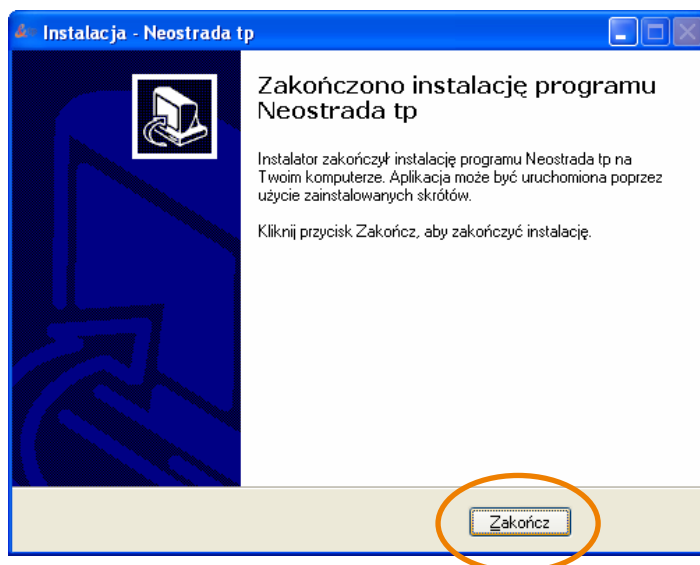 Instalacja - Neostrada tp
Zakończono instalację programu
Neostrada tp
Instalator zakończył instalację programu Neostrada tp na
Twoim komputerze. Aplikacja może być uruchomiona poprzez
użycie zainstalowanych skrótów.
Kliknij przycisk Zakończ, aby zakończyć instalację.
Zakończ